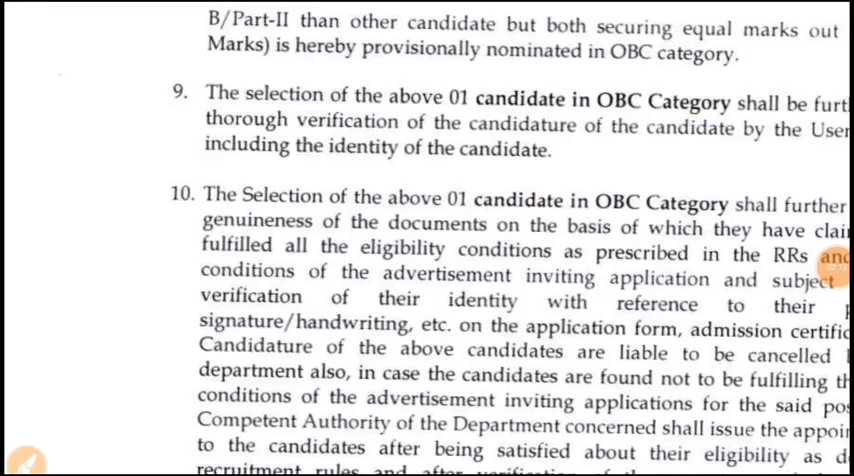 B/Part-II than other candidate but both securing equal marks out
Marks) is hereby provisionally nominated in OBC category.
9. The selection of the above 01 candidate in OBC Category shall be
thorough verification of the candidature of the candidate by the User
including the identity of the candidate.
10. The Selection of the above 01 candidate in OBC Category shall further
genuineness of the documents on the basis of which they have
fulfilled all the eligibility conditions as prescribed in the RRs and
conditions of the advertisement inviting application and subject
verification of their identity with reference to their
signature/handwriting, etc. on the application form, admission
Candidature of the above candidates are liable to be cancelled
department also, in case the candidates are found not to be fulfilling
conditions of the advertisement inviting applications for the said
Competent Authority of the Department concerned shall issue the
to the candidates after being satisfied about their eligibility as
recruitment rules and after